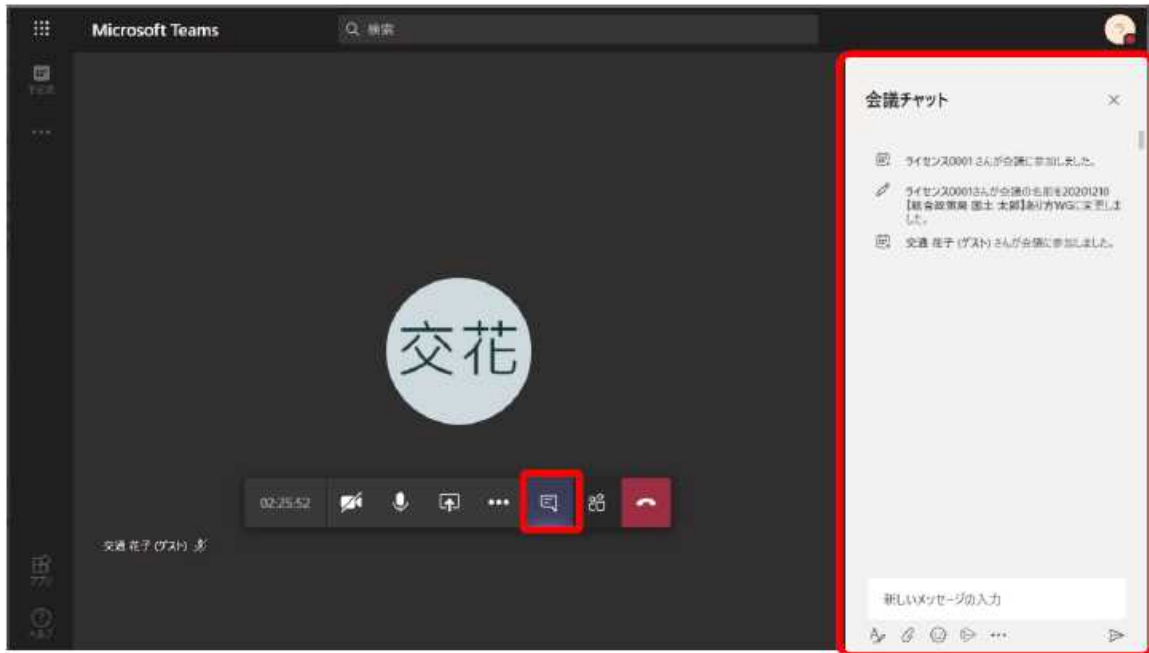 Microsoft Teams
検索
会議チャット
ライセンス0001 さんが会議に参加しました。
ライセンス0001さんが会議の名前を20201210
【総合政策局 国土 太郎】あり方WGに変更しま
した。
交通 花子 (ゲスト) さんが会議に参加しました。
交花
02:25:52
交通 花子 (ゲスト)
アプリ
ヘルプ
新しいメッセージの入力